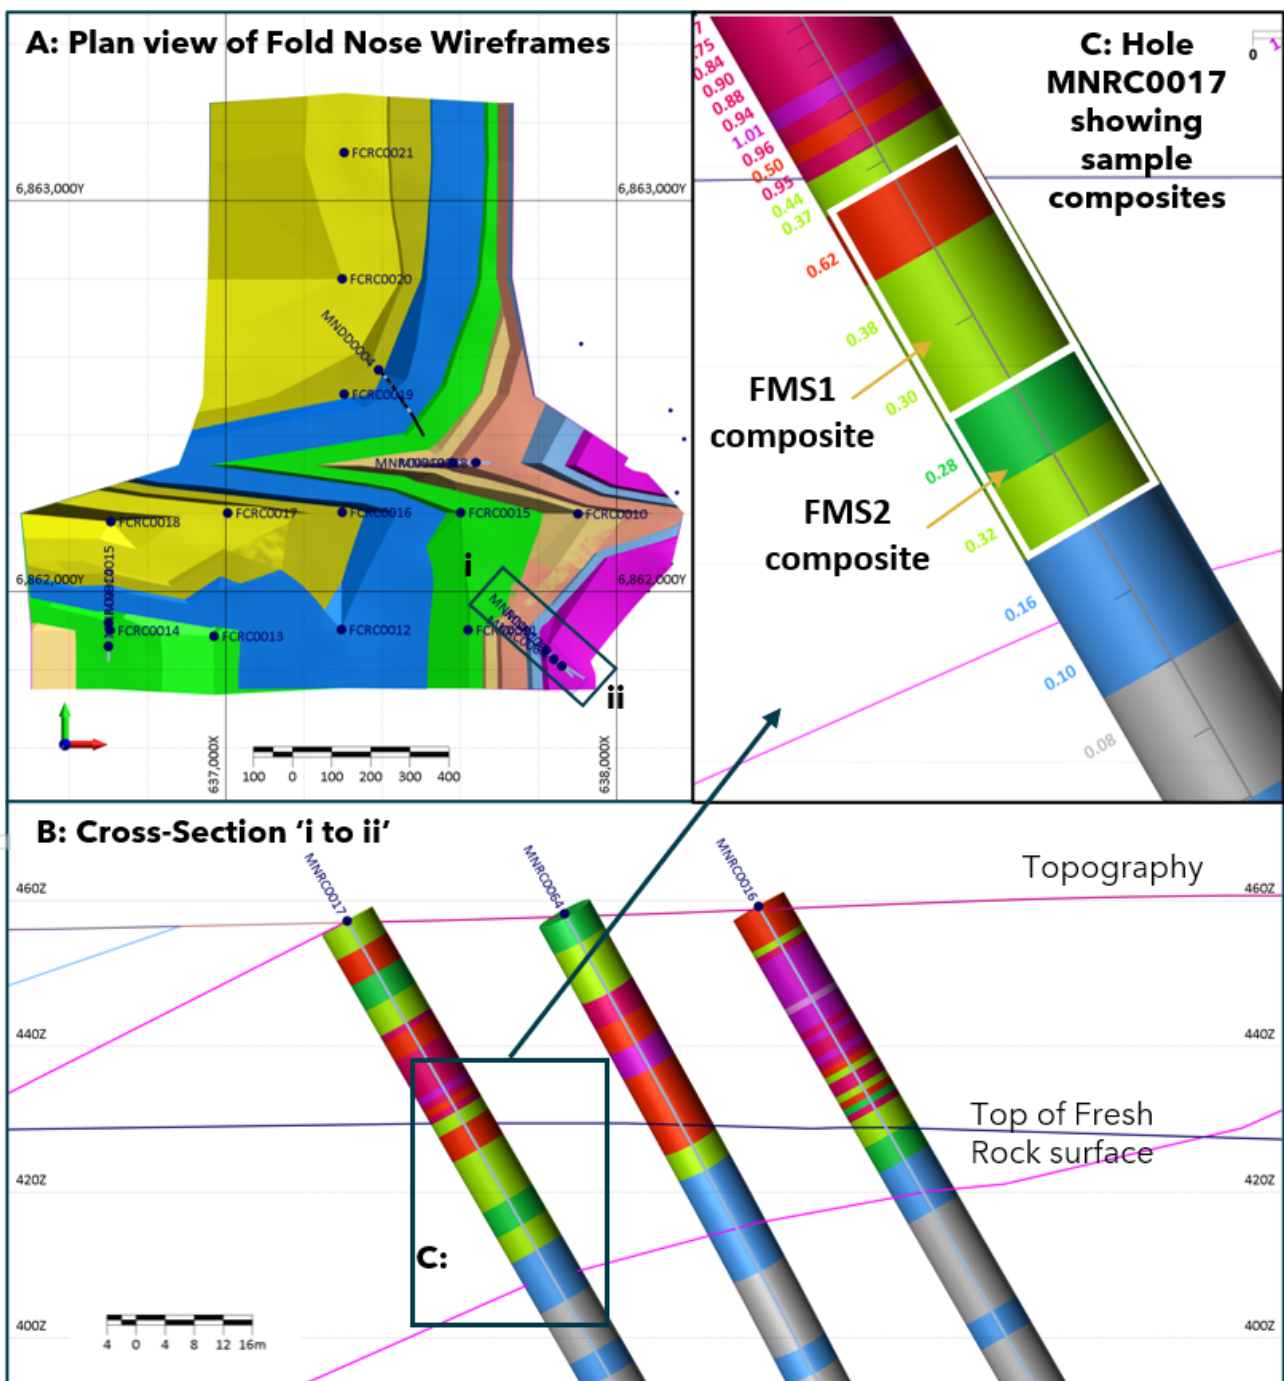 A: Plan view of Fold Nose Wireframes
FCRC0021
6,863,000Y
6,863,000Y
FCRC0020
MNDD0004
FCRC0019
FCRC0018
FCRC0017
FCRC0016
FCRC0015
FCRC0010
i
6,862,000Y
6,862,000Y
FCRC0014
FCRC0013
FCRC0012
ii
637,000X
638,000X
100 0 100 200 300 400
C: Hole
MNRC0017
showing
sample
composites
0
1
7
.75
0.84
0.90
0.88
0.94
1.01
0.96
0.50
0.95
0.44
0.37
0.62
0.38
0.30
0.28
0.32
0.16
0.10
0.08
FMS1
composite
FMS2
composite
B: Cross-Section ‘i to ii’
MNRC0017
MNRC0064
MNRC0016
Topography
460Z
460Z
440Z
440Z
Top of Fresh
Rock surface
420Z
420Z
C:
400Z
400Z
4 0 4 8 12 16m